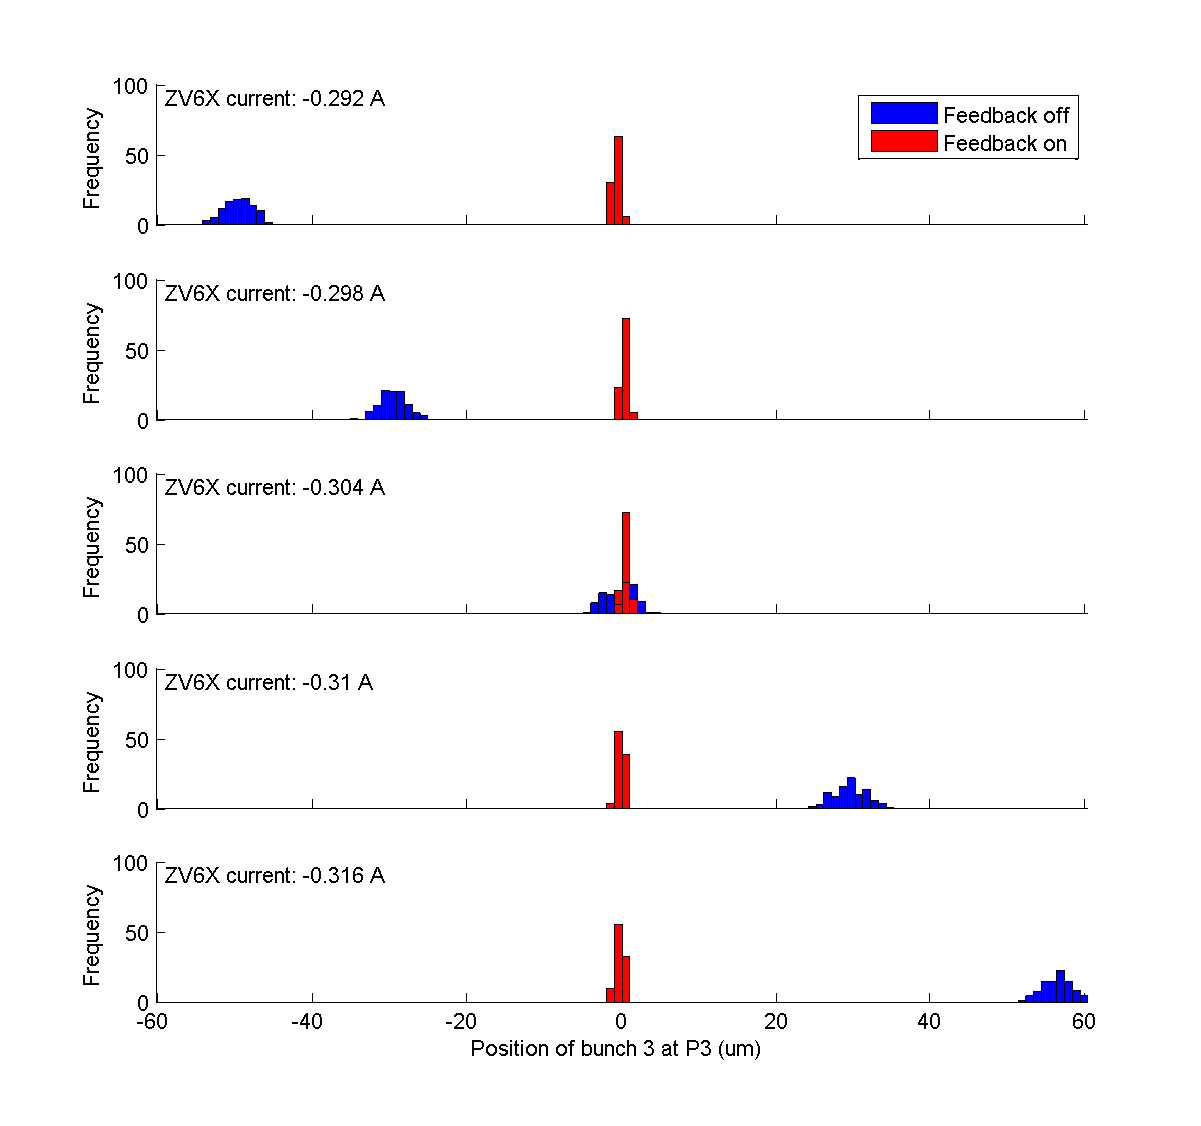 ZV6X current: -0.292 A
Feedback off
Feedback on
Frequency
100
50
0
ZV6X current: -0.298 A
Frequency
100
50
0
ZV6X current: -0.304 A
Frequency
100
50
0
ZV6X current: -0.31 A
Frequency
100
50
0
ZV6X current: -0.316 A
Frequency
100
50
0
-60 -40 -20 0 20 40 60
Position of bunch 3 at P3 (um)